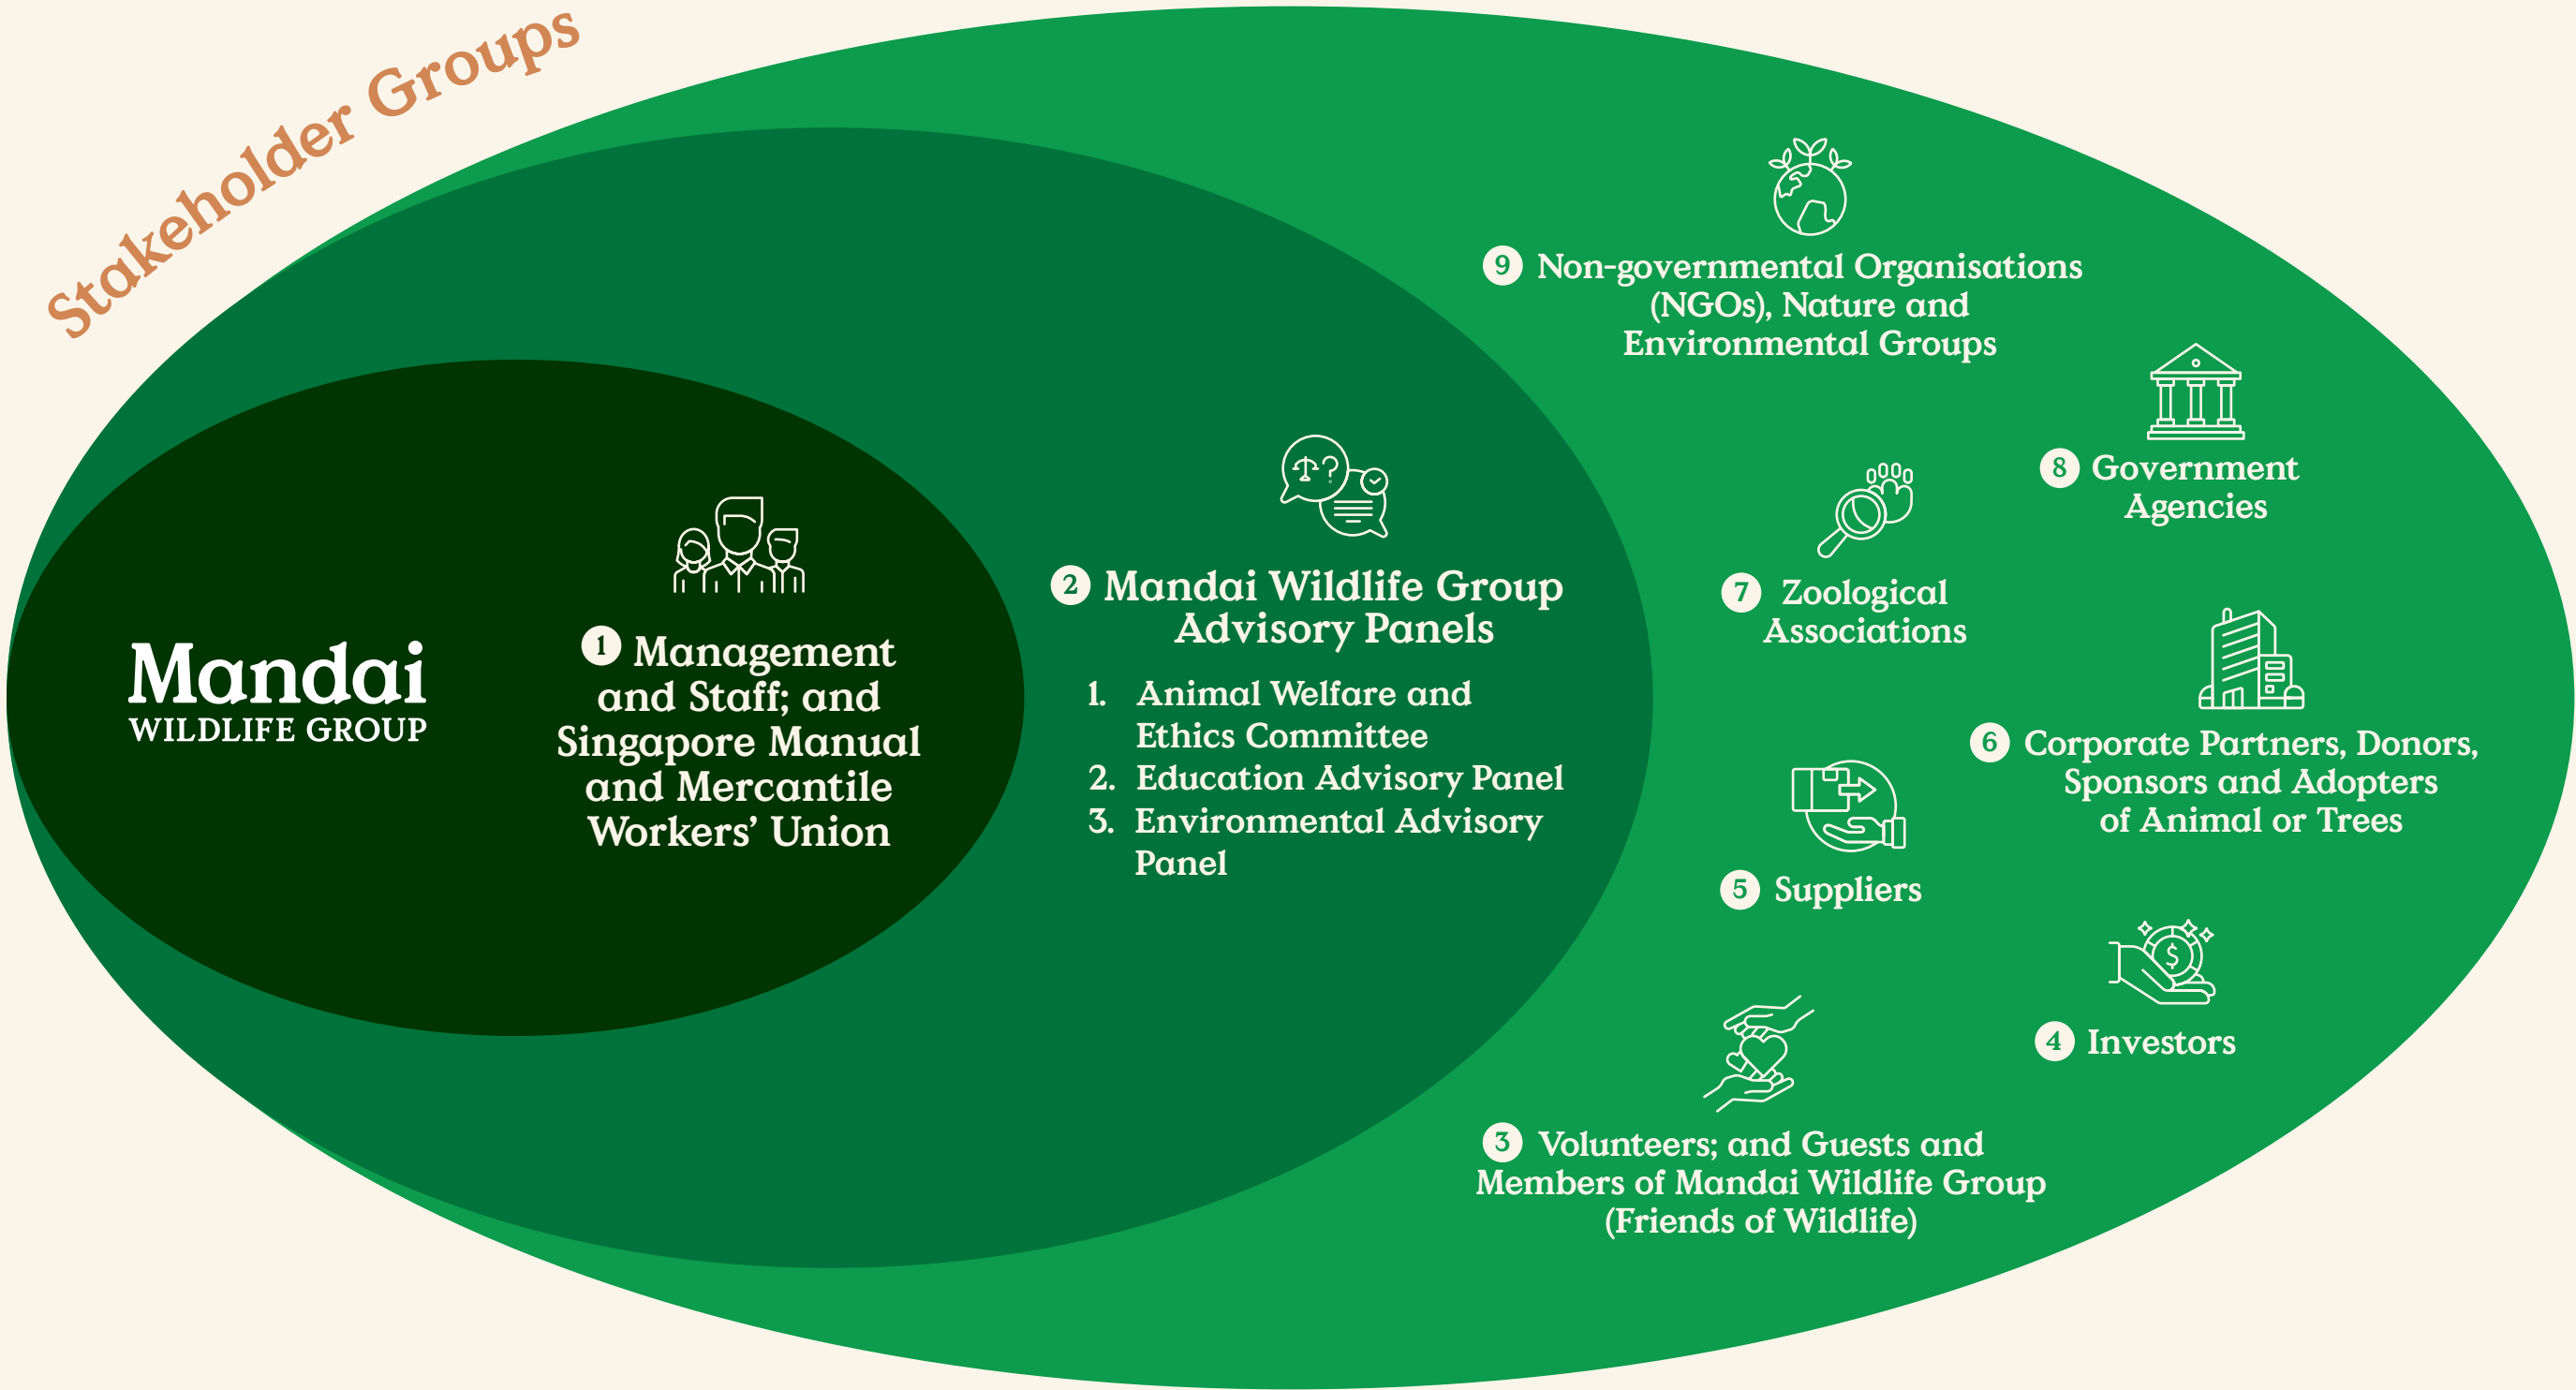 Stakeholder Groups
Mandai
WILDLIFE GROUP
1 Management
and Staff; and
Singapore Manual
and Mercantile
Workers’ Union
2 Mandai Wildlife Group
Advisory Panels
1. Animal Welfare and
Ethics Committee
2. Education Advisory Panel
3. Environmental Advisory
Panel
9 Non-governmental Organisations
(NGOs), Nature and
Environmental Groups
8 Government
Agencies
7 Zoological
Associations
6 Corporate Partners, Donors,
Sponsors and Adopters
of Animal or Trees
5 Suppliers
4 Investors
3 Volunteers; and Guests and
Members of Mandai Wildlife Group
(Friends of Wildlife)